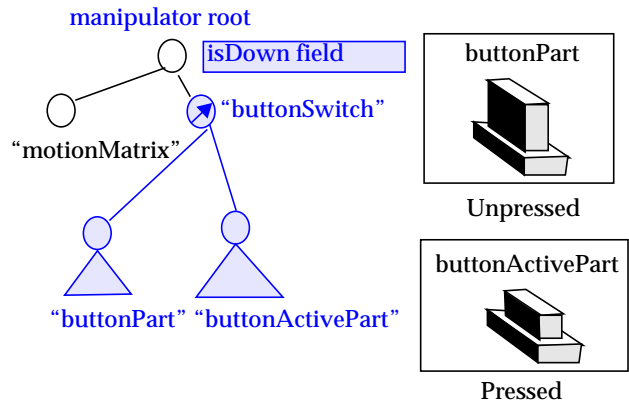 manipulator root
isDown field
“buttonSwitch”
“motionMatrix”
“buttonPart”
“buttonActivePart”
buttonPart
Unpressed
buttonActivePart
Pressed